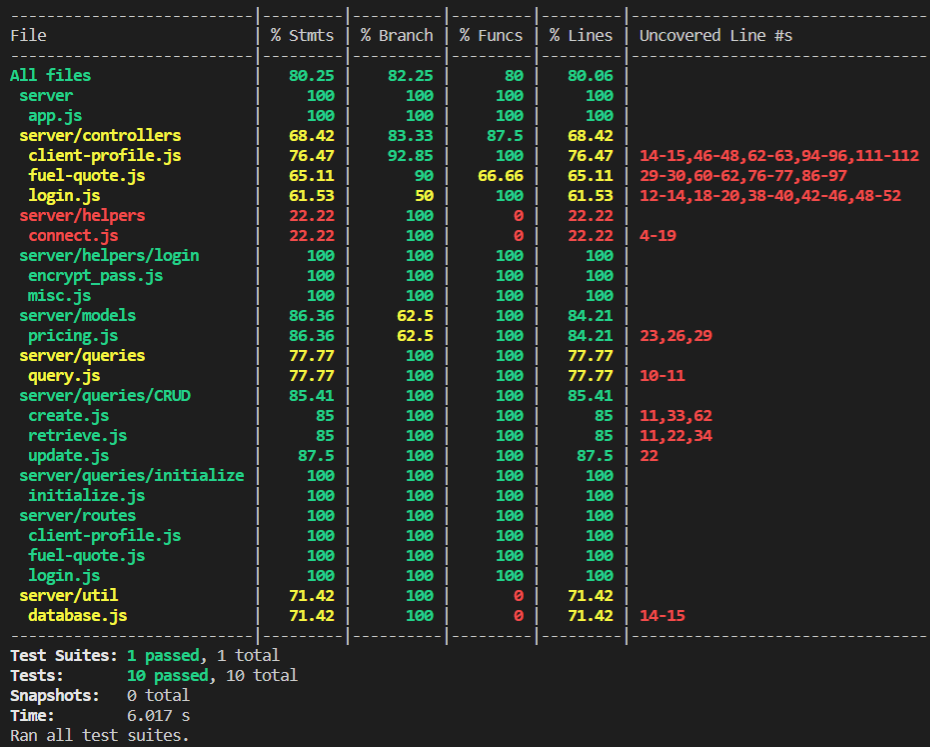 --------------------------|---------|----------|---------|---------|-------------------------------
File                      | % Stmts | % Branch | % Funcs | % Lines | Uncovered Line #s
--------------------------|---------|----------|---------|---------|-------------------------------
All files                 |   80.25 |    82.25 |      80 |   80.06 |
 server                   |     100 |      100 |     100 |     100 |
  app.js                  |     100 |      100 |     100 |     100 |
 server/controllers       |   68.42 |    83.33 |    87.5 |   68.42 |
  client-profile.js       |   76.47 |    92.85 |     100 |   76.47 | 14-15,46-48,62-63,94-96,111-112
  fuel-quote.js           |   65.11 |       90 |   66.66 |   65.11 | 29-30,60-62,76-77,86-97
  login.js                |   61.53 |       50 |     100 |   61.53 | 12-14,18-20,38-40,42-46,48-52
 server/helpers           |   22.22 |      100 |       0 |   22.22 |
  connect.js              |   22.22 |      100 |       0 |   22.22 | 4-19
 server/helpers/login     |     100 |      100 |     100 |     100 |
  encrypt_pass.js         |     100 |      100 |     100 |     100 |
  misc.js                 |     100 |      100 |     100 |     100 |
 server/models            |   86.36 |     62.5 |     100 |   84.21 |
  pricing.js              |   86.36 |     62.5 |     100 |   84.21 | 23,26,29
 server/queries           |   77.77 |      100 |     100 |   77.77 |
  query.js                |   77.77 |      100 |     100 |   77.77 | 10-11
 server/queries/CRUD      |   85.41 |      100 |     100 |   85.41 |
  create.js               |      85 |      100 |     100 |      85 | 11,33,62
  retrieve.js             |      85 |      100 |     100 |      85 | 11,22,34
  update.js               |    87.5 |      100 |     100 |    87.5 | 22
 server/queries/initialize |     100 |      100 |     100 |     100 |
  initialize.js           |     100 |      100 |     100 |     100 |
 server/routes            |     100 |      100 |     100 |     100 |
  client-profile.js       |     100 |      100 |     100 |     100 |
  fuel-quote.js           |     100 |      100 |     100 |     100 |
  login.js                |     100 |      100 |     100 |     100 |
 server/util              |   71.42 |      100 |       0 |   71.42 |
  database.js             |   71.42 |      100 |       0 |   71.42 | 14-15
--------------------------|---------|----------|---------|---------|-------------------------------
Test Suites: 1 passed, 1 total
Tests:       10 passed, 10 total
Snapshots:   0 total
Time:        6.017 s
Ran all test suites.